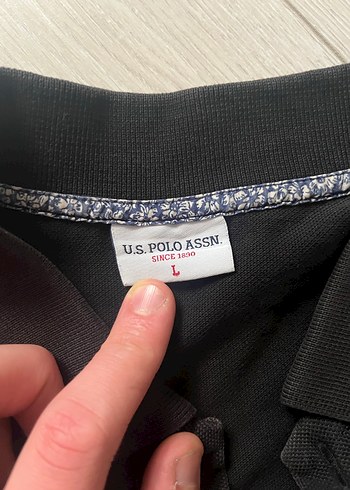 U.S. POLO ASSN.
SINCE 1890
L